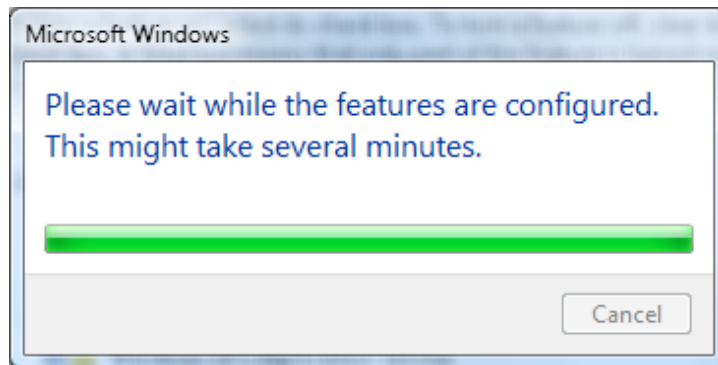 Microsoft Windows
Please wait while the features are configured.
This might take several minutes.
Cancel